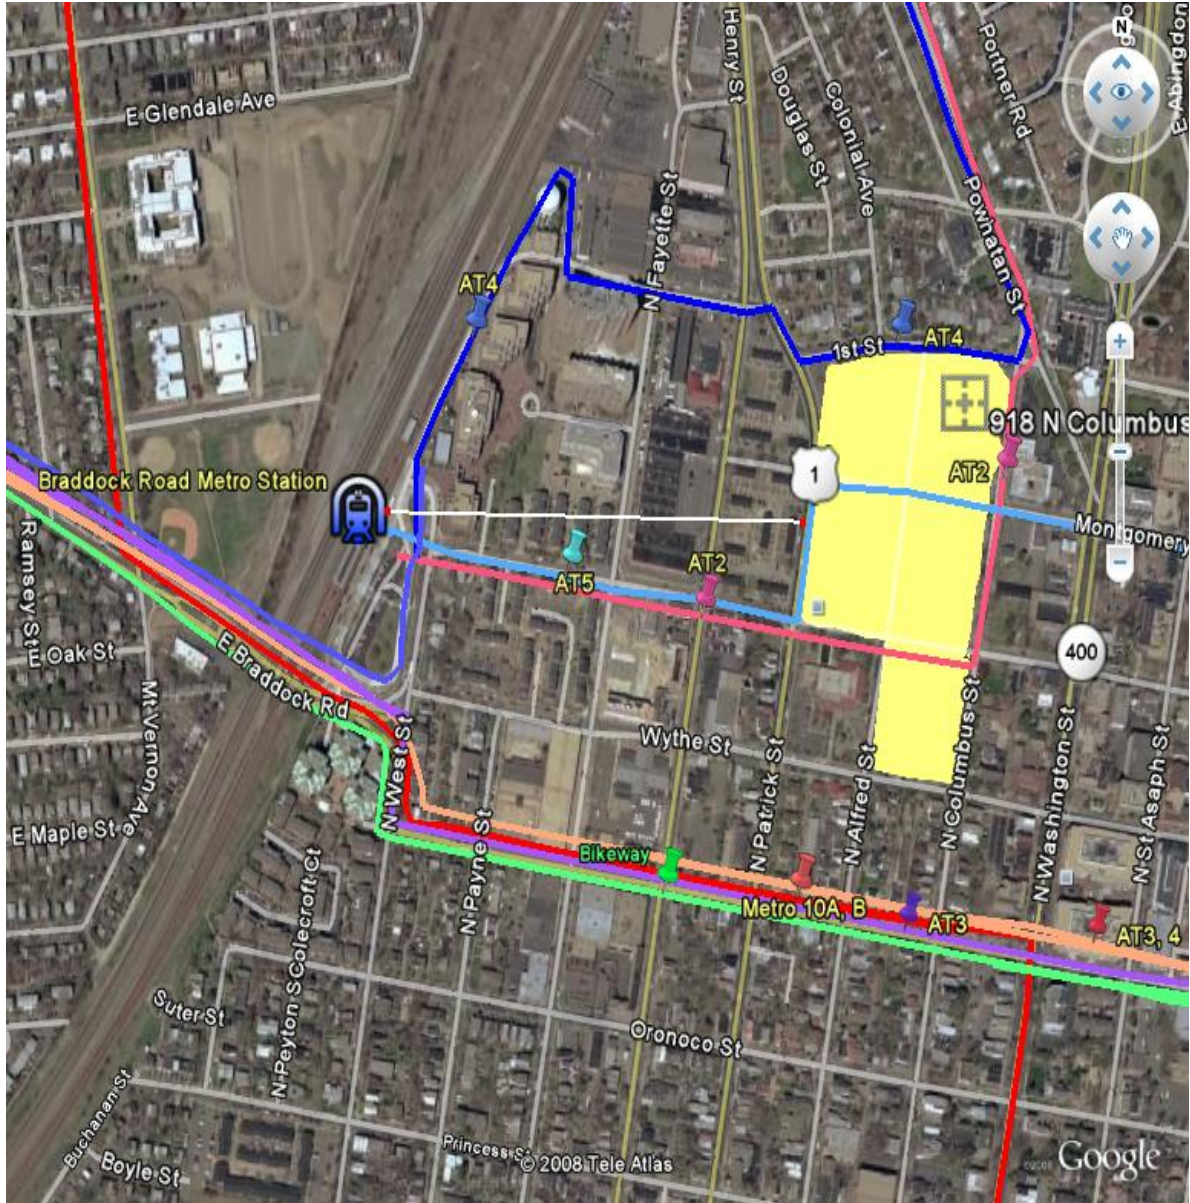 N
E Glendale Ave
Henry St
Douglas St
Colonial Ave
Portner Rd
E Abingdon
N Fayette St
Powhatan St
AT4
1st St
AT4
918 N Columbus
Braddock Road Metro Station
1
AT2
Montgomery
Ramsey St
AT5
AT2
E Oak St
E Braddock Rd
400
Mt Vernon Ave
N West St
Wythe St
N Patrick St
N Alfred St
N Columbus St
N Washington St
N St Asaph St
E Maple St
N Payne St
Bikeway
Metro 10A, B
AT3
AT3, 4
N Peyton St
Colecroft Ct
Suter St
Oronoco St
Buchanan St
Boyle St
Princess St
© 2008 Tele Atlas
©2008 Google